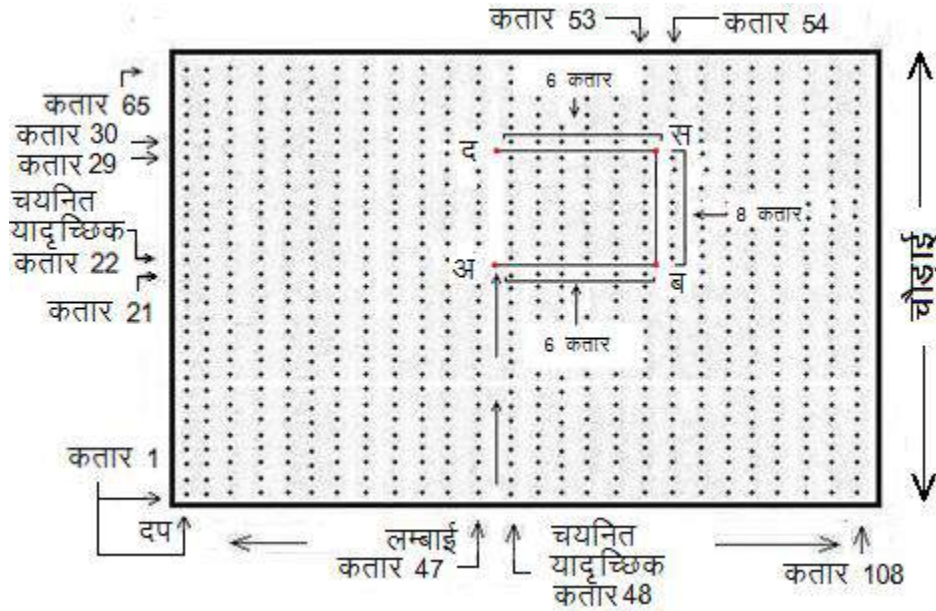 कतार 53
कतार 54
कतार 65
6 कतार
कतार 30
कतार 29
द
स
चयनित
यादृच्छिक
कतार 22
8 कतार
अ
ब
कतार 21
6 कतार
चौड़ाई
कतार 1
दप
लम्बाई
कतार 47
चयनित
यादृच्छिक
कतार 48
कतार 108